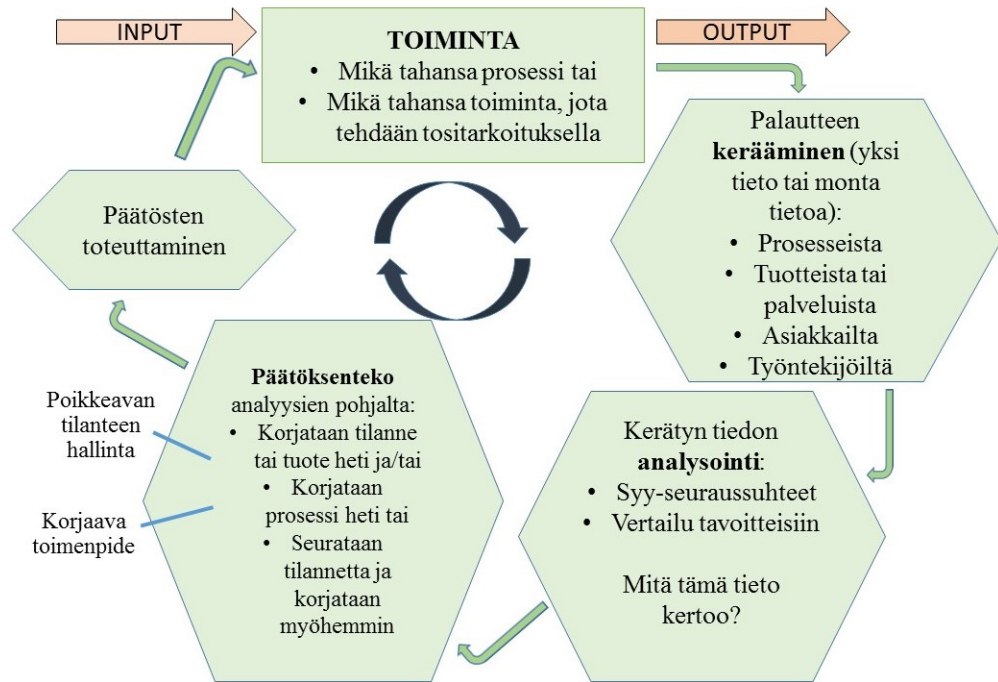 INPUT
TOIMINTA
• Mikä tahansa prosessi tai
• Mikä tahansa toiminta, jota
tehdään tositarkoituksella
OUTPUT
Palautteen
kerääminen (yksi
tieto tai monta
tietoa):
• Prosesseista
• Tuotteista tai
palveluista
• Asiakkailta
• Työntekijöiltä
Kerätyn tiedon
analysointi:
• Syy-seuraussuhteet
• Vertailu tavoitteisiin
Mitä tämä tieto
kertoo?
Päätöksenteko
analyysien pohjalta:
• Korjataan tilanne
tai tuote heti ja/tai
• Korjataan
prosessi heti tai
• Seurataan
tilannetta ja
korjataan
myöhemmin
Poikkeavan
tilanteen
hallinta
Korjaava
toimenpide
Päätösten
toteuttaminen